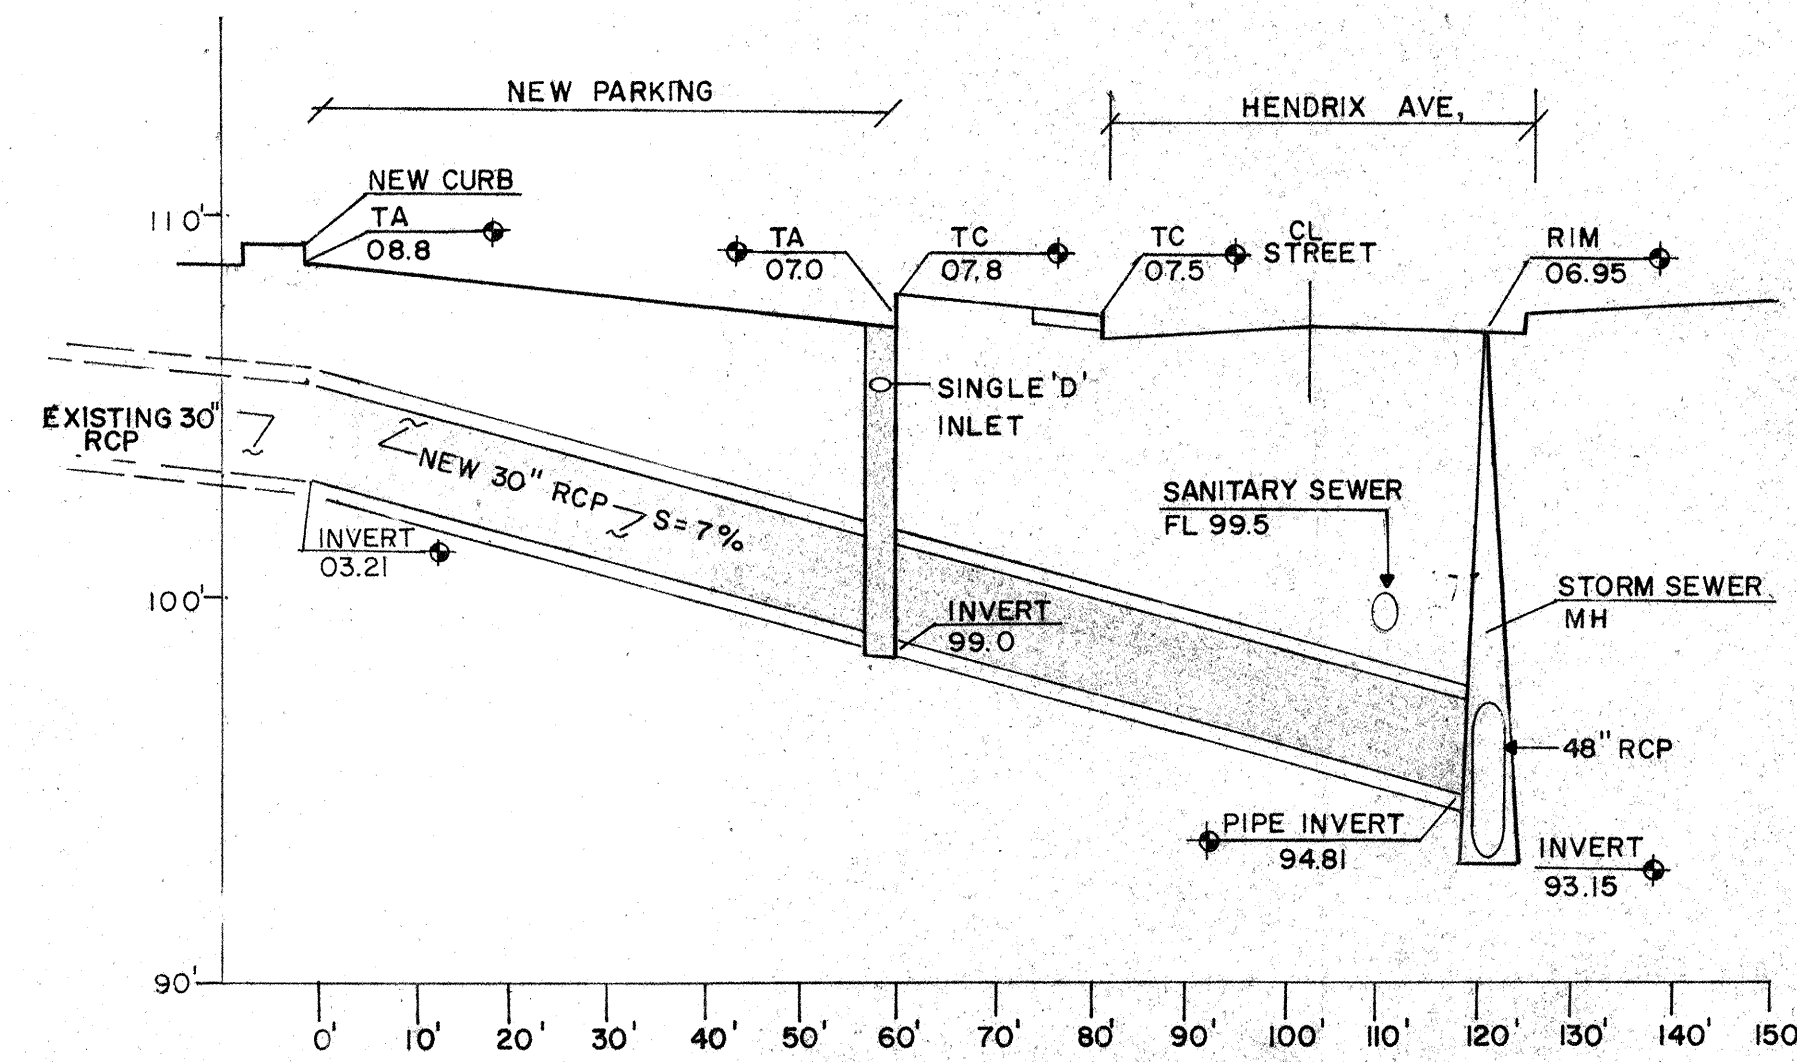 NEW PARKING
HENDRIX AVE,
NEW CURB
TA
08.8
TA
07.0
TC
07.8
TC
07.5
CL
STREET
RIM
06.95
110'
SINGLE 'D'
INLET
EXISTING 30"
RCP
NEW 30" RCP
S=7%
SANITARY SEWER
FL 99.5
INVERT
03.21
100'
INVERT
99.0
STORM SEWER
MH
48" RCP
PIPE INVERT
94.81
INVERT
93.15
90'
0' 10' 20' 30' 40' 50' 60' 70' 80' 90' 100' 110' 120' 130' 140' 150